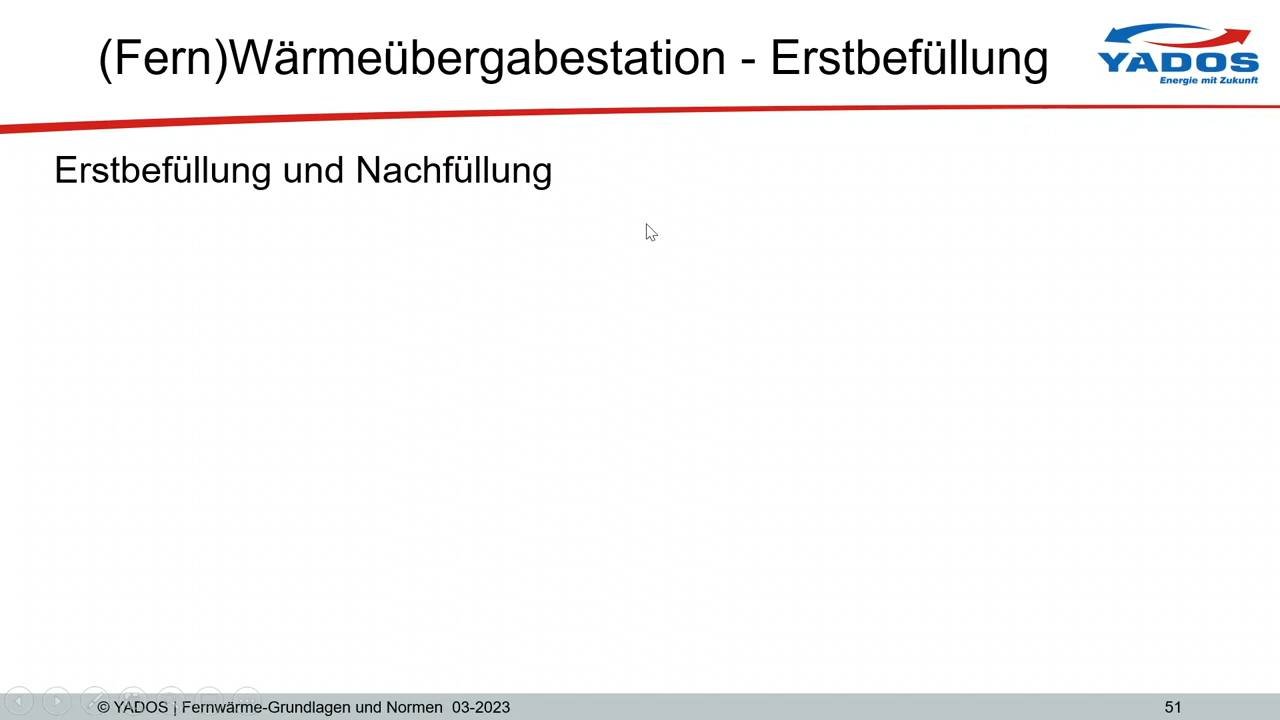 (Fern)Wärmeübergabestation - Erstbefüllung
YADOS
Energie mit Zukunft
Erstbefüllung und Nachfüllung
© YADOS | Fernwärme-Grundlagen und Normen 03-2023
51